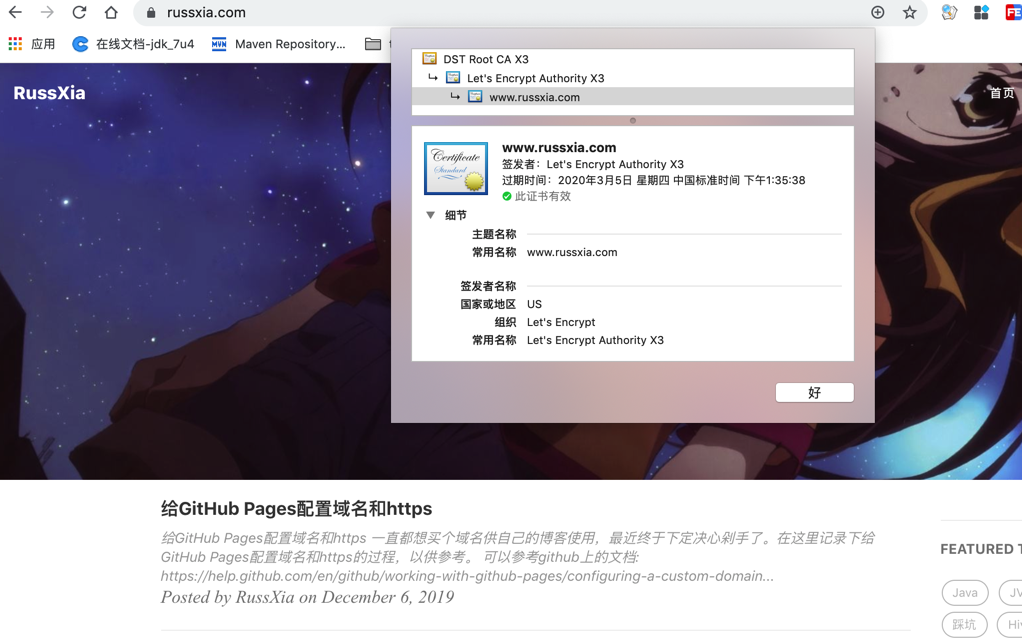 russxia.com
应用
在线文档-jdk_7u4
Maven Repository...
RussXia
首页
DST Root CA X3
Let's Encrypt Authority X3
www.russxia.com
Certificate
Standard
www.russxia.com
签发者：Let's Encrypt Authority X3
过期时间：2020年3月5日 星期四 中国标准时间 下午1:35:38
此证书有效
细节
主题名称
常用名称 www.russxia.com
签发者名称
国家或地区 US
组织 Let's Encrypt
常用名称 Let's Encrypt Authority X3
好
给GitHub Pages配置域名和https
给GitHub Pages配置域名和https 一直都想买个域名供自己的博客使用，最近终于下定决心剁手了。在这里记录下给
GitHub Pages配置域名和https的过程，以供参考。 可以参考github上的文档:
https://help.github.com/en/github/working-with-github-pages/configuring-a-custom-domain...
Posted by RussXia on December 6, 2019
FEATURED T
Java
JV
踩坑
Hi